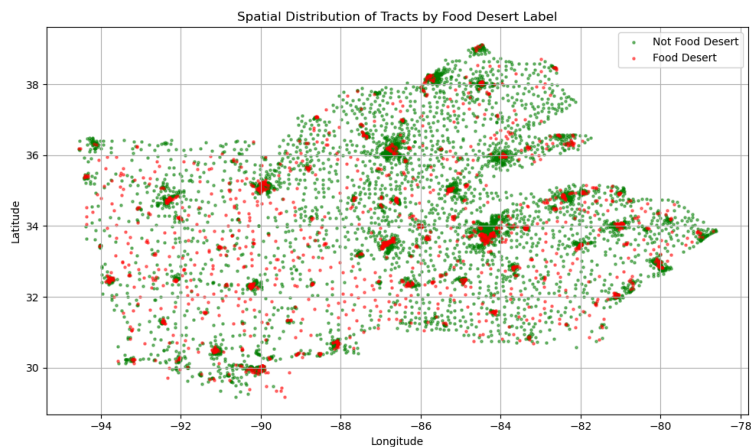 Spatial Distribution of Tracts by Food Desert Label
Not Food Desert
Food Desert
38
36
34
32
30
Latitude
−94
−92
−90
−88
−86
−84
−82
−80
−78
Longitude